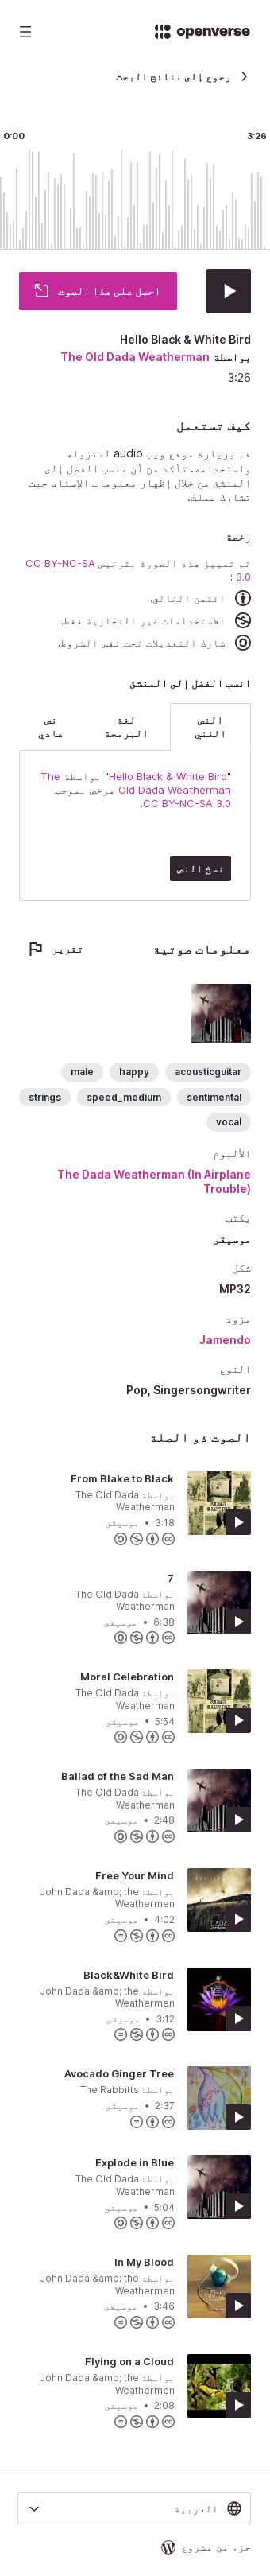 openverse
رجوع إلى نتائج البحث
0:00
3:26
احصل على هذا الصوت
Hello Black & White Bird
بواسطة The Old Dada Weatherman
3:26
كيف تستعمل
قم بزيارة موقع ويب audio لتنزيله
واستخدامه. تأكد من أن تنسب الفضل إلى
المنشئ من خلال إظهار معلومات الإسناد حيث
تشارك عملك.
رخصة
تم تمييز هذه الصورة بترخيص CC BY-NC-SA
3.0 :
ائتمن الخالق.
الاستخدامات غير التجارية فقط.
شارك التعديلات تحت نفس الشروط.
انسب الفضل إلى المنشئ
النص الغني
لغة البرمجة
نص عادي
"Hello Black & White Bird" بواسطة The
Old Dada Weatherman مرخص بموجب
CC BY-NC-SA 3.0.
نسخ النص
معلومات صوتية
تقرير
acousticguitar
happy
male
sentimental
speed_medium
strings
vocal
الألبوم
The Dada Weatherman (In Airplane
Trouble)
يكتب
موسيقى
شكل
MP32
مزود
Jamendo
النوع
Pop, Singersongwriter
الصوت ذو الصلة
From Blake to Black
بواسطة The Old Dada
Weatherman
3:18 • موسيقى
7
بواسطة The Old Dada
Weatherman
6:38 • موسيقى
Moral Celebration
بواسطة The Old Dada
Weatherman
5:54 • موسيقى
Ballad of the Sad Man
بواسطة The Old Dada
Weatherman
2:48 • موسيقى
Free Your Mind
بواسطة John Dada &amp; the
Weathermen
4:02 • موسيقى
Black&White Bird
بواسطة John Dada &amp; the
Weathermen
3:12 • موسيقى
Avocado Ginger Tree
بواسطة The Rabbitts
2:37 • موسيقى
Explode in Blue
بواسطة The Old Dada
Weatherman
5:04 • موسيقى
In My Blood
بواسطة John Dada &amp; the
Weathermen
3:46 • موسيقى
Flying on a Cloud
بواسطة John Dada &amp; the
Weathermen
2:08 • موسيقى
العربية
جزء من مشروع